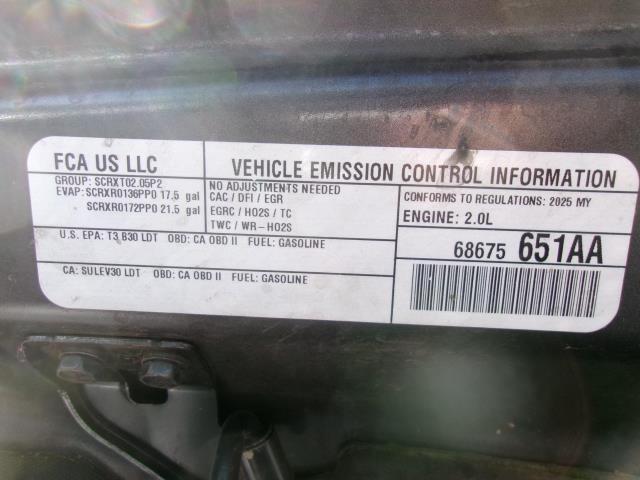 FCA US LLC
GROUP: SCRXT02.05P2
EVAP: SCRXR0136PP0 17.5 gal
SCRXR0172PP0 21.5 gal
VEHICLE EMISSION CONTROL INFORMATION
NO ADJUSTMENTS NEEDED
CAC / DFI / EGR
EGRC / HO2S / TC
TWC / WR-HO2S
CONFORMS TO REGULATIONS: 2025 MY
ENGINE: 2.0L
U.S. EPA: T3 B30 LDT OBD: CA OBD II FUEL: GASOLINE
CA: SULEV30 LDT OBD: CA OBD II FUEL: GASOLINE
68675 651AA